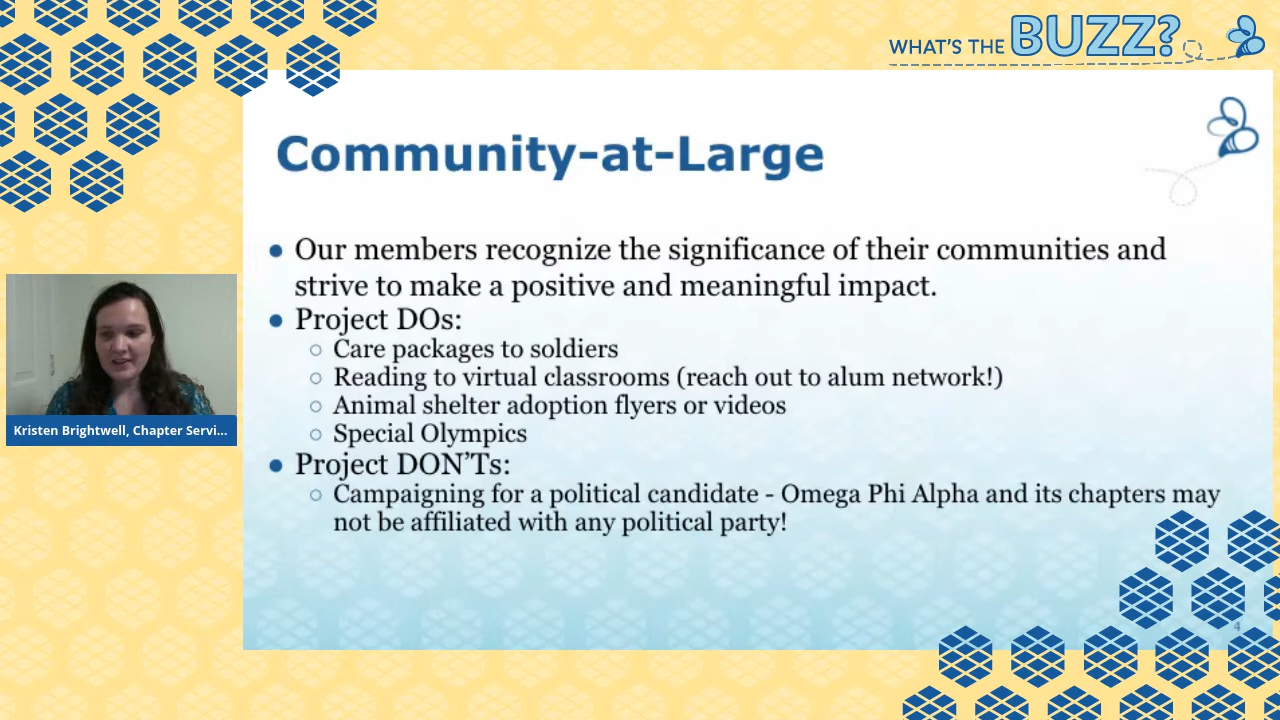 WHAT'S THE BUZZ?
Community-at-Large
● Our members recognize the significance of their communities and
strive to make a positive and meaningful impact.
● Project DOs:
○ Care packages to soldiers
○ Reading to virtual classrooms (reach out to alum network!)
○ Animal shelter adoption flyers or videos
○ Special Olympics
● Project DON'Ts:
○ Campaigning for a political candidate - Omega Phi Alpha and its chapters may
not be affiliated with any political party!
Kristen Brightwell, Chapter Servi...
4